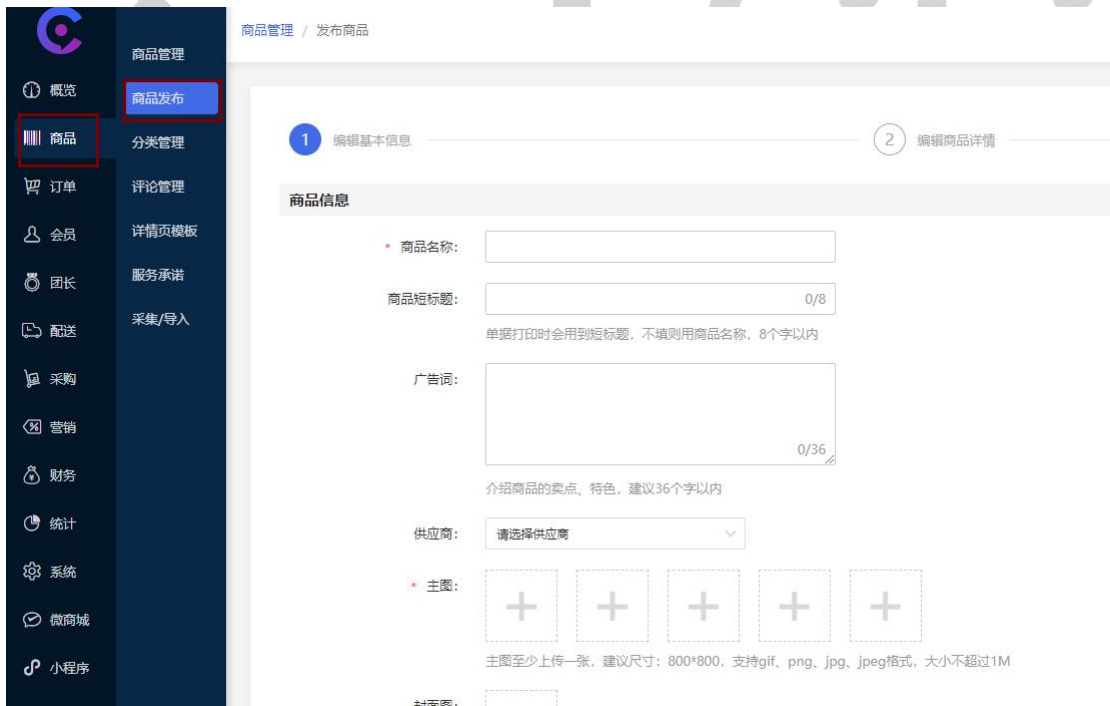 商品管理 / 发布商品
概览
商品
订单
会员
团长
配送
采购
营销
财务
统计
系统
微商城
小程序
商品管理
商品发布
分类管理
评论管理
详情页模板
服务承诺
采集/导入
1 编辑基本信息
2 编辑商品详情
商品信息
* 商品名称:
商品短标题: 0/8
单据打印时会用到短标题，不填则用商品名称，8个字以内
广告词:
0/36
介绍商品的卖点、特色，建议36个字以内
供应商: 请选择供应商
* 主图:
主图至少上传一张，建议尺寸：800*800，支持gif、png、jpg、jpeg格式，大小不超过1M
封面图: